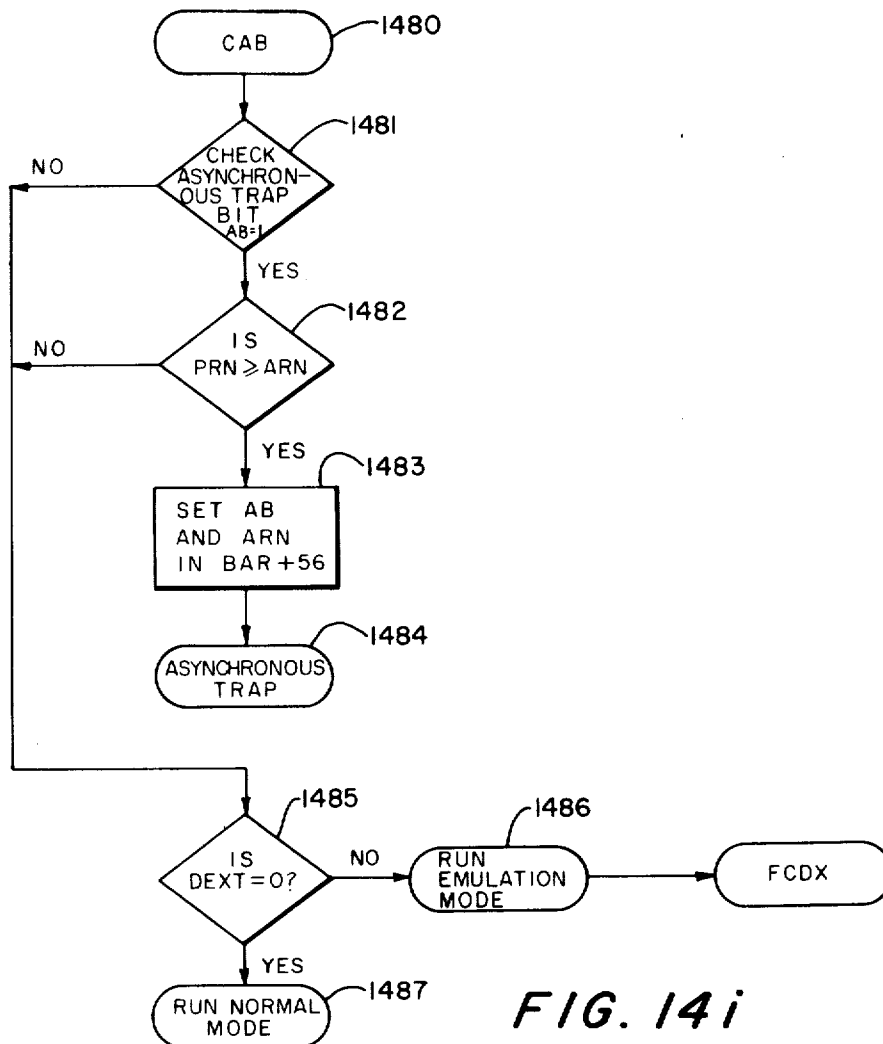 CAB
1480
CHECK
ASYNCHRON-
OUS TRAP
BIT
AB=1
1481
NO
YES
IS
PRN ⩾ ARN
1482
NO
YES
SET AB
AND ARN
IN BAR+56
1483
ASYNCHRONOUS
TRAP
1484
IS
DEXT=0?
1485
NO
RUN
EMULATION
MODE
1486
FCDX
YES
RUN NORMAL
MODE
1487
FIG. 14i